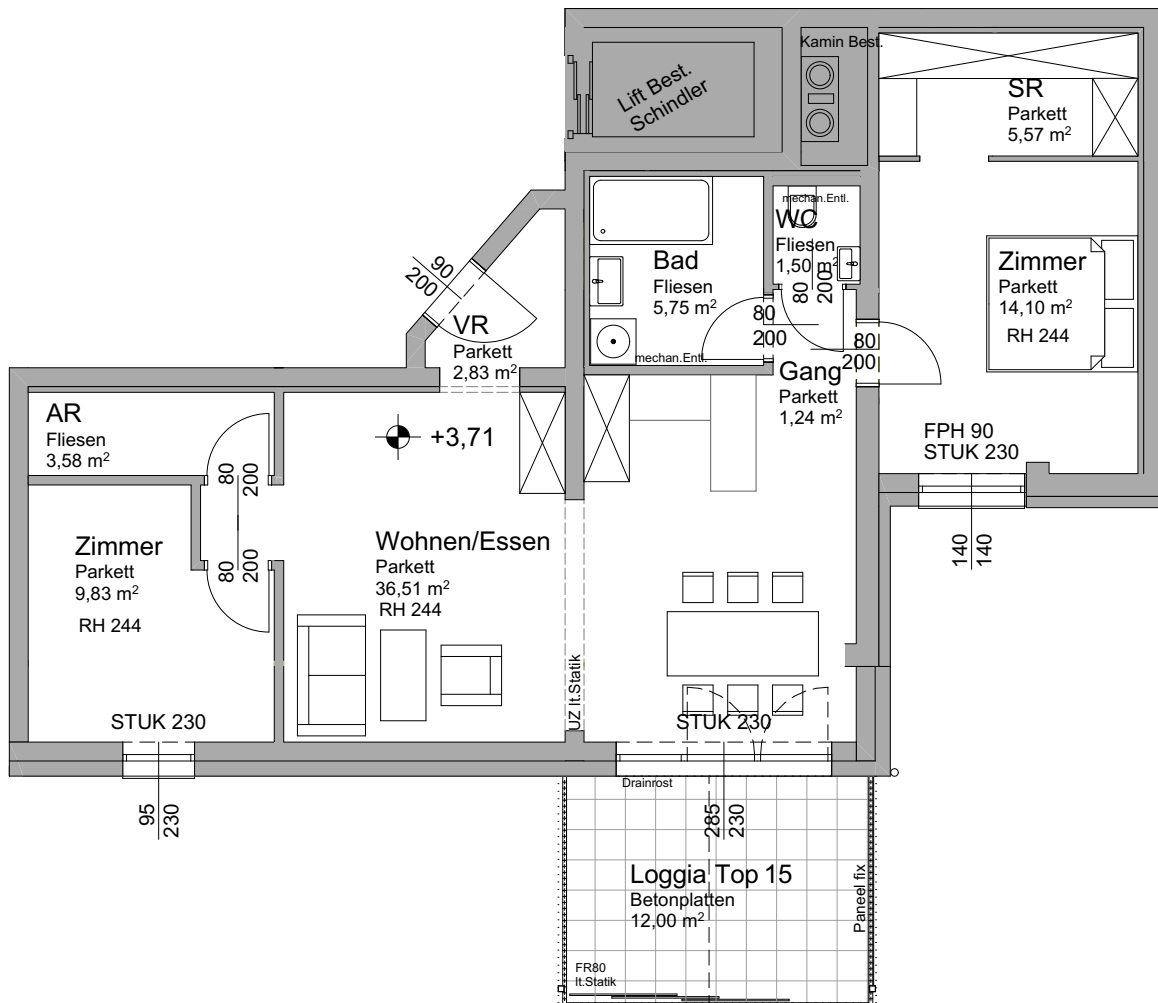 Kamin Best.
Lift Best.
Schindler
SR
Parkett
5,57 m²
mechan.Entl.
WC
Fliesen
1,50 m²
80
200
3
Bad
Fliesen
5,75 m²
80
200
mechan.Entl.
Zimmer
Parkett
14,10 m²
RH 244
90
200
VR
Parkett
2,83 m²
80
200
Gang
Parkett
1,24 m²
AR
Fliesen
3,58 m²
+3,71
FPH 90
STUK 230
80
200
80
200
140
140
Zimmer
Parkett
9,83 m²
RH 244
Wohnen/Essen
Parkett
36,51 m²
RH 244
UZ lt.Statik
STUK 230
STUK 230
95
230
Drainrost
285
230
Loggia Top 15
Betonplatten
12,00 m²
Paneel fix
FR80
lt.Statik